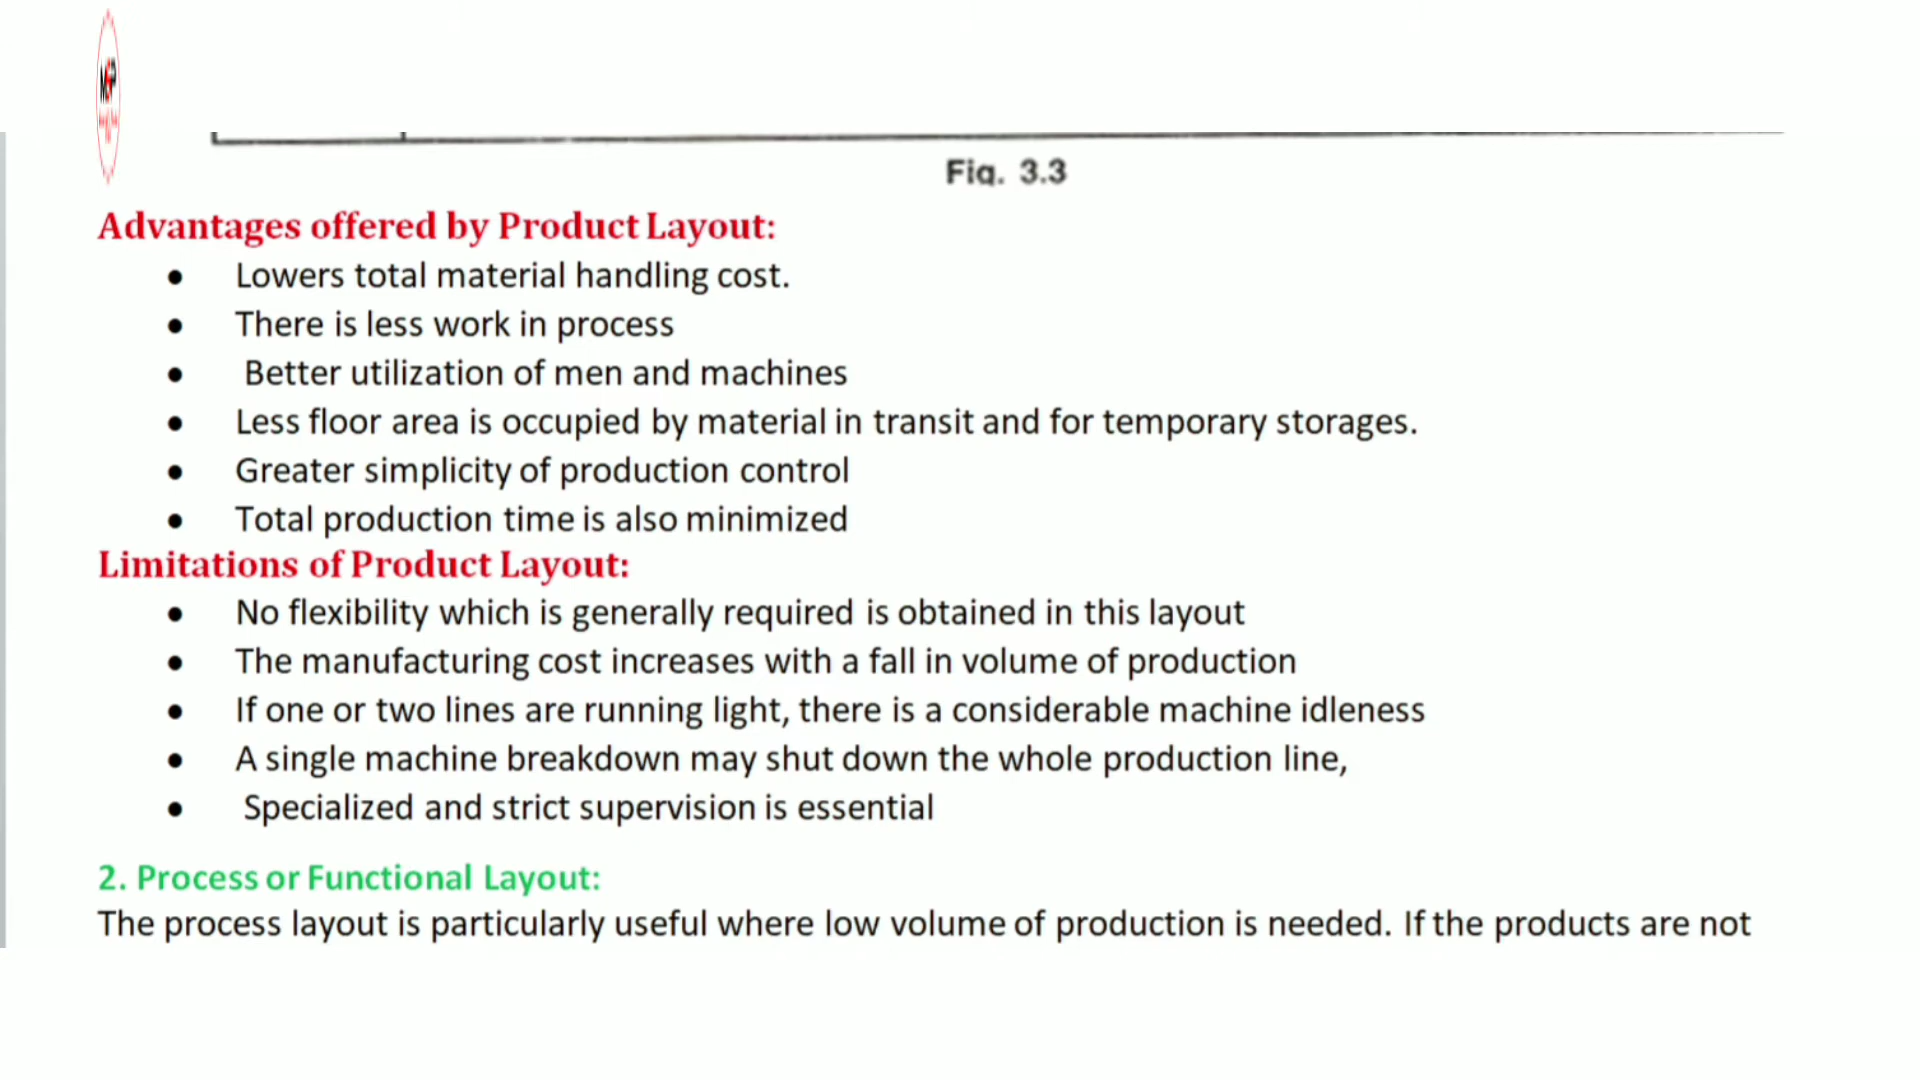 Fig. 3.3
Advantages offered by Product Layout:
● Lowers total material handling cost.
● There is less work in process
● Better utilization of men and machines
● Less floor area is occupied by material in transit and for temporary storages.
● Greater simplicity of production control
● Total production time is also minimized
Limitations of Product Layout:
● No flexibility which is generally required is obtained in this layout
● The manufacturing cost increases with a fall in volume of production
● If one or two lines are running light, there is a considerable machine idleness
● A single machine breakdown may shut down the whole production line,
● Specialized and strict supervision is essential
2. Process or Functional Layout:
The process layout is particularly useful where low volume of production is needed. If the products are not